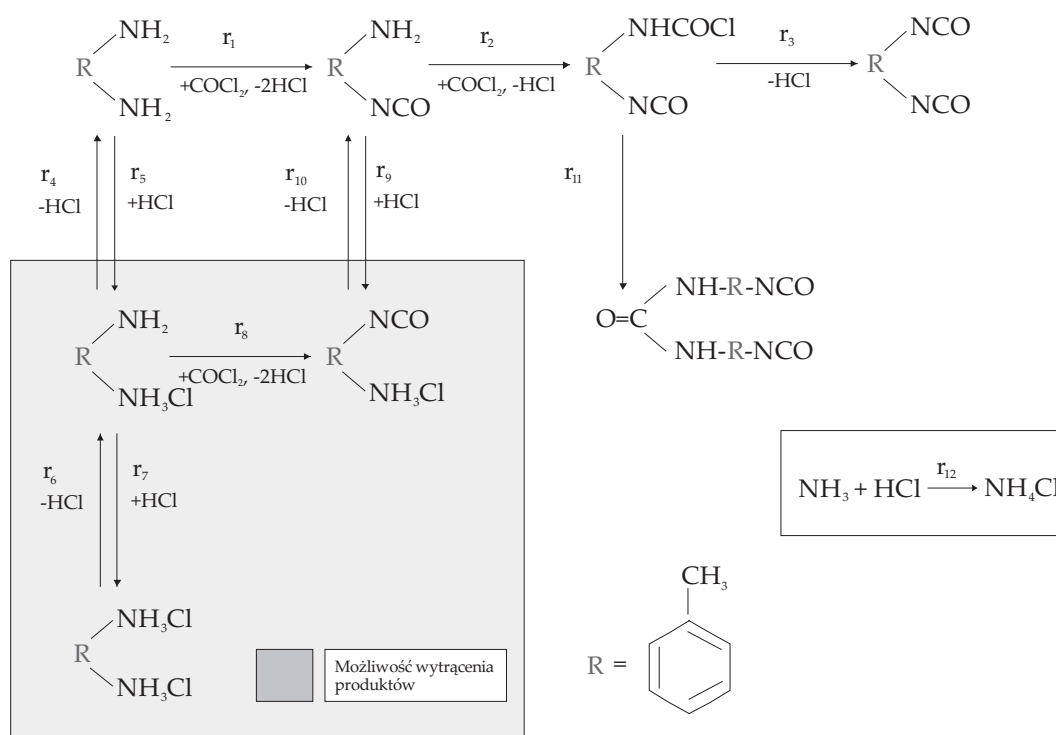 NH₂ r₁ NH₂ r₂ NHCOCl r₃ NCO
R +COCl₂, -2HCl R +COCl₂, -HCl R -HCl R
NH₂ NCO NCO NCO
r₄ r₅ r₁₀ r₉ r₁₁
-HCl +HCl -HCl +HCl
NH-R-NCO
O=C
NH-R-NCO
NH₂ r₈ NCO
R +COCl₂, -2HCl R
NH₃Cl NH₃Cl
r₆ r₇
-HCl +HCl
NH₃ + HCl r₁₂ NH₄Cl
NH₃Cl
R
NH₃Cl
Możliwość wytrącenia
produktów
CH₃
R =